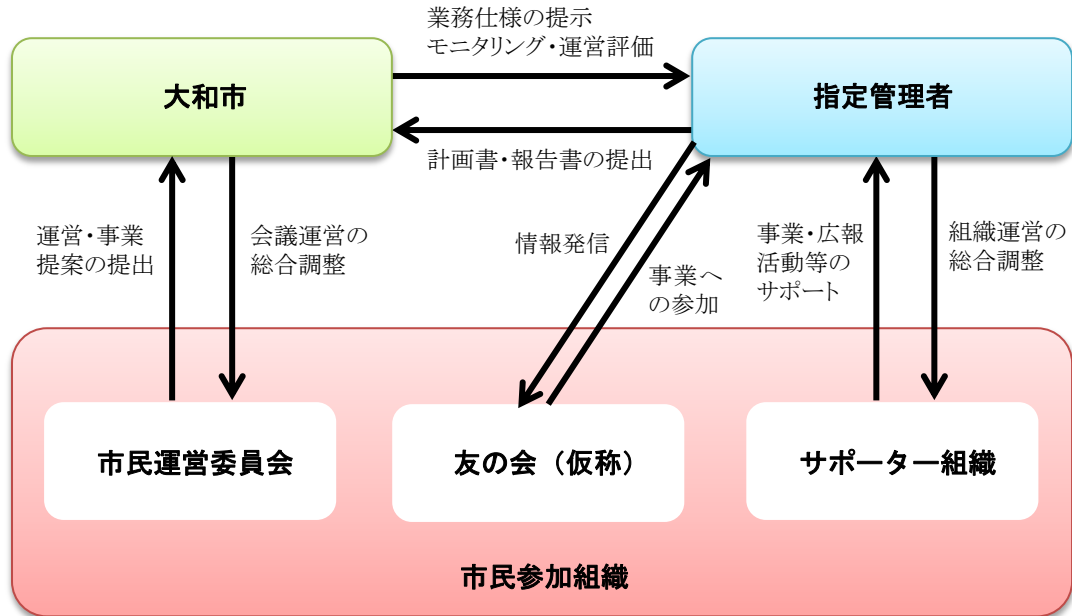 業務仕様の提示
モニタリング・運営評価
大和市
指定管理者
計画書・報告書の提出
運営・事業
提案の提出
会議運営の
総合調整
情報発信
事業へ
の参加
事業・広報
活動等の
サポート
組織運営の
総合調整
市民運営委員会
友の会（仮称）
サポーター組織
市民参加組織